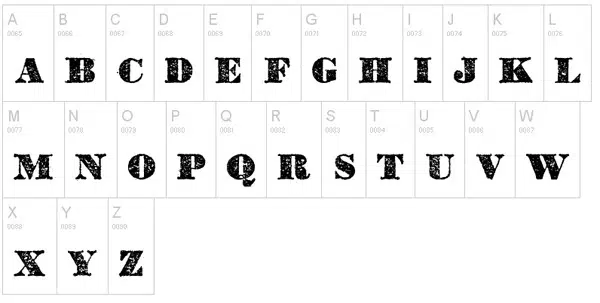 A B C D E F G H I J K L
0065 0066 0067 0068 0069 0070 0071 0072 0073 0074 0075 0076
A B C D E F G H I J K L
M N O P Q R S T U V W
0077 0078 0079 0080 0081 0082 0083 0084 0085 0086 0087
M N O P Q R S T U V W
X Y Z
0088 0089 0090
X Y Z